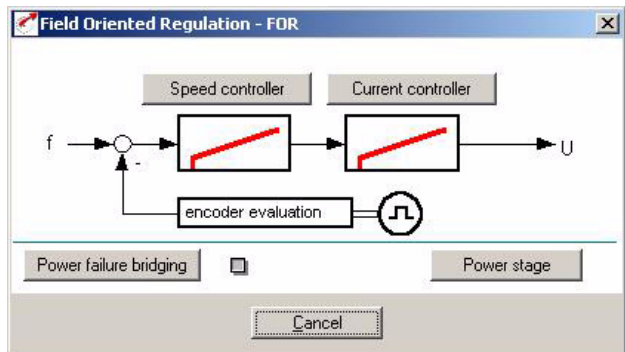 Field Oriented Regulation - FOR
Speed controller
Current controller
f
U
-
encoder evaluation
Power failure bridging
Power stage
Cancel